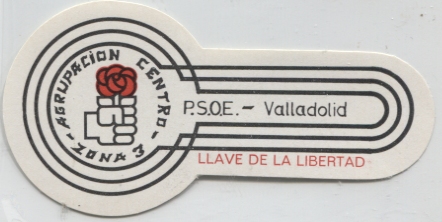 -AGRUPACION CENTRO-
ZONA 3
P.S.O.E.- Valladolid
LLAVE DE LA LIBERTAD